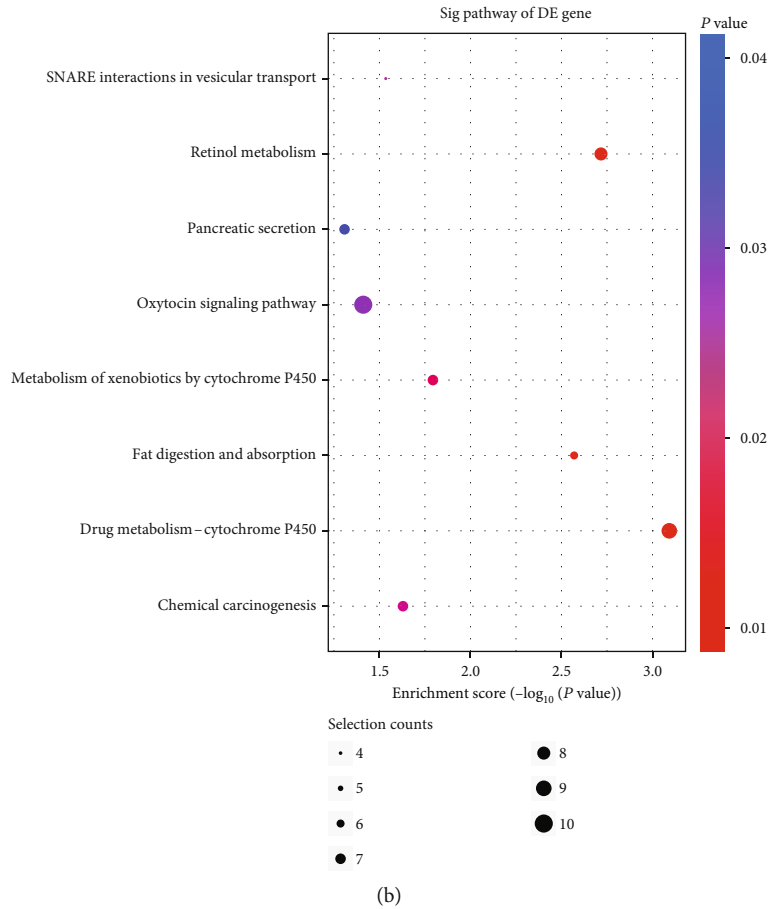 Sig pathway of DE gene
P value
SNARE interactions in vesicular transport
Retinol metabolism
Pancreatic secretion
Oxytocin signaling pathway
Metabolism of xenobiotics by cytochrome P450
Fat digestion and absorption
Drug metabolism–cytochrome P450
Chemical carcinogenesis
0.04
0.03
0.02
0.01
1.5 2.0 2.5 3.0
Enrichment score (–log10 (P value))
Selection counts
4 8
5 9
6 10
7
(b)